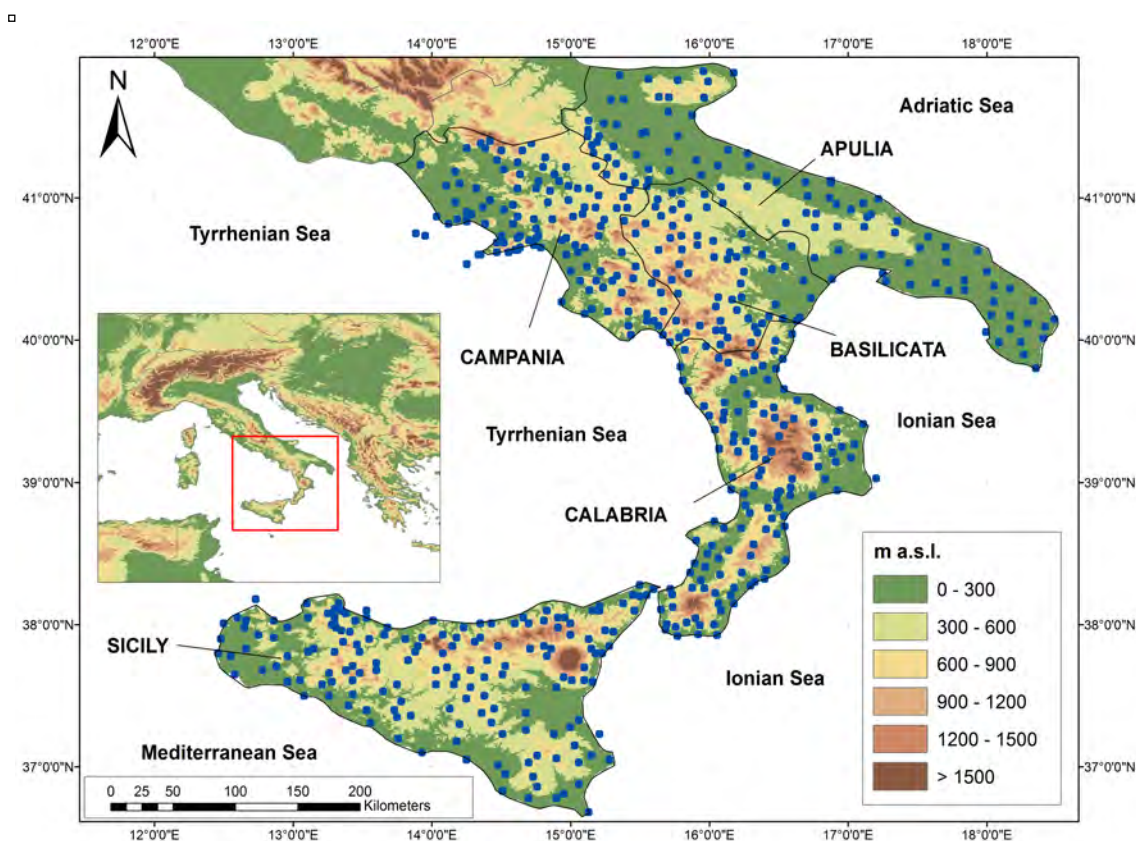 12°0'0"E 13°0'0"E 14°0'0"E 15°0'0"E 16°0'0"E 17°0'0"E 18°0'0"E
N
Adriatic Sea
APULIA
41°0'0"N 41°0'0"N
Tyrrhenian Sea
40°0'0"N 40°0'0"N
CAMPANIA
BASILICATA
Tyrrhenian Sea
Ionian Sea
39°0'0"N 39°0'0"N
CALABRIA
m a.s.l.
0 - 300
300 - 600
600 - 900
900 - 1200
1200 - 1500
> 1500
38°0'0"N 38°0'0"N
SICILY
Ionian Sea
Mediterranean Sea
37°0'0"N 37°0'0"N
0 25 50 100 150 200
Kilometers
12°0'0"E 13°0'0"E 14°0'0"E 15°0'0"E 16°0'0"E 17°0'0"E 18°0'0"E